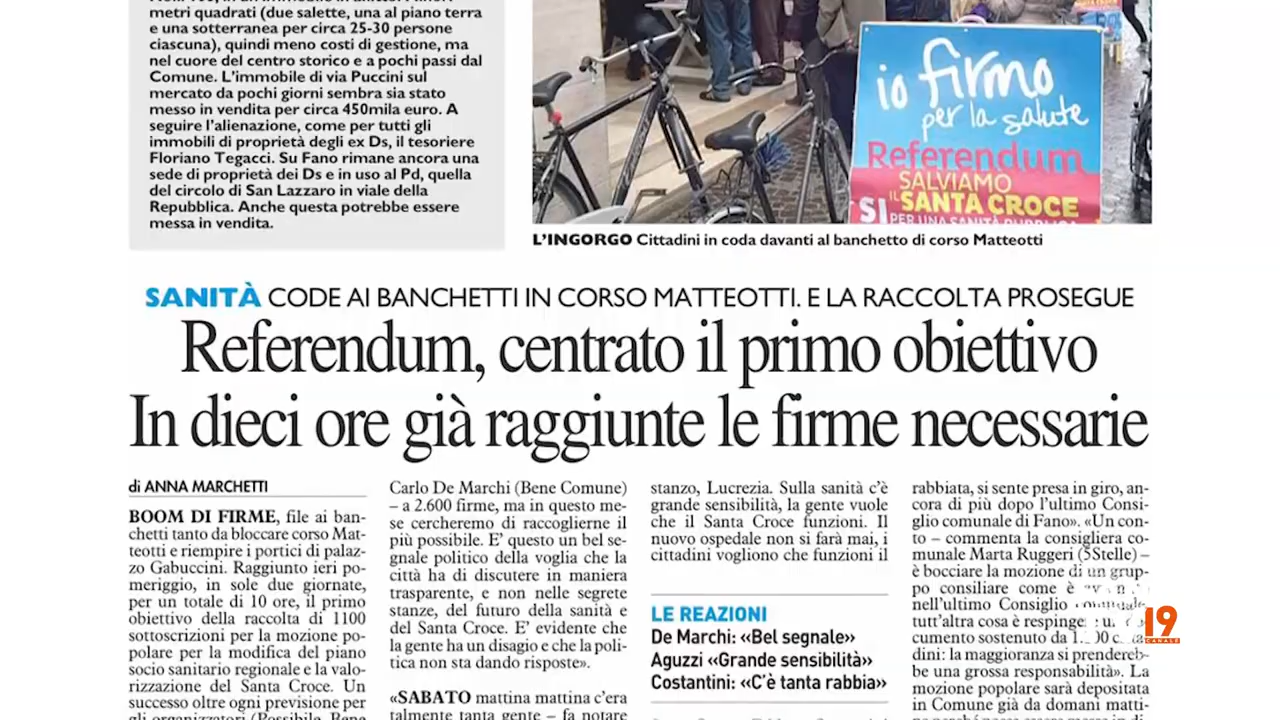 metri quadrati (due salette, una al piano terra
e una sotterranea per circa 25-30 persone
ciascuna), quindi meno costi di gestione, ma
nel cuore del centro storico e a pochi passi dal
Comune. L'immobile di via Puccini sul
mercato da pochi giorni sembra sia stato
messo in vendita per circa 450mila euro. A
seguire l'alienazione, come per tutti gli
immobili di proprietà degli ex Ds, il tesoriere
Floriano Tegacci. Su Fano rimane ancora una
sede di proprietà dei Ds e in uso al Pd, quella
del circolo di San Lazzaro in viale della
Repubblica. Anche questa potrebbe essere
messa in vendita.
io firmo
per la salute
Referendum
SALVIAMO
IL SANTA CROCE
SI PER UNA SANITÀ PUBBLICA
L'INGORGO Cittadini in coda davanti al banchetto di corso Matteotti
SANITÀ CODE AI BANCHETTI IN CORSO MATTEOTTI. E LA RACCOLTA PROSEGUE
Referendum, centrato il primo obiettivo
In dieci ore già raggiunte le firme necessarie
di ANNA MARCHETTI
BOOM DI FIRME, file ai ban-
chetti tanto da bloccare corso Mat-
teotti e riempire i portici di palaz-
zo Gabuccini. Raggiunto ieri po-
meriggio, in sole due giornate,
per un totale di 10 ore, il primo
obiettivo della raccolta di 1100
sottoscrizioni per la mozione po-
polare per la modifica del piano
socio sanitario regionale e la valo-
rizzazione del Santa Croce. Un
successo oltre ogni previsione per
gli organizzatori (Possibile, Bene
Carlo De Marchi (Bene Comune)
– a 2.600 firme, ma in questo me-
se cercheremo di raccoglierne il
più possibile. E' questo un bel se-
gnale politico della voglia che la
città ha di discutere in maniera
trasparente, e non nelle segrete
stanze, del futuro della sanità e
del Santa Croce. E' evidente che
la gente ha un disagio e che la poli-
tica non sta dando risposte».
«SABATO mattina mattina c'era
talmente tanta gente – fa notare
stanzo, Lucrezia. Sulla sanità c'è
grande sensibilità, la gente vuole
che il Santa Croce funzioni. Il
nuovo ospedale non si farà mai, i
cittadini vogliono che funzioni il
LE REAZIONI
De Marchi: «Bel segnale»
Aguzzi «Grande sensibilità»
Costantini: «C'è tanta rabbia»
rabbiata, si sente presa in giro, an-
cora di più dopo l'ultimo Consi-
glio comunale di Fano». «Un con-
to – commenta la consigliera co-
munale Marta Ruggeri (5Stelle) –
è bocciare la mozione di un grup-
po consiliare come è
nell'ultimo Consiglio comunale,
tutt'altra cosa è respingere un do-
cumento sostenuto da citta-
dini: la maggioranza si prendereb-
be una grossa responsabilità». La
mozione popolare sarà depositata
in Comune già da domani matti-
19
CANALE